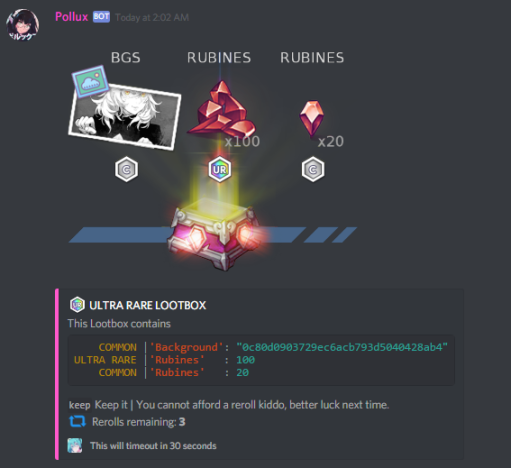 Pollux BOT Today at 2:02 AM
BGS RUBINES RUBINES
x100 x20
C UR C
UR ULTRA RARE LOOTBOX
This Lootbox contains
COMMON |'Background': "0c80d0903729ec6acb793d5040428ab4"
ULTRA RARE |'Rubines' : 100
COMMON |'Rubines' : 20
keep Keep it | You cannot afford a reroll kiddo, better luck next time.
Rerolls remaining: 3
This will timeout in 30 seconds